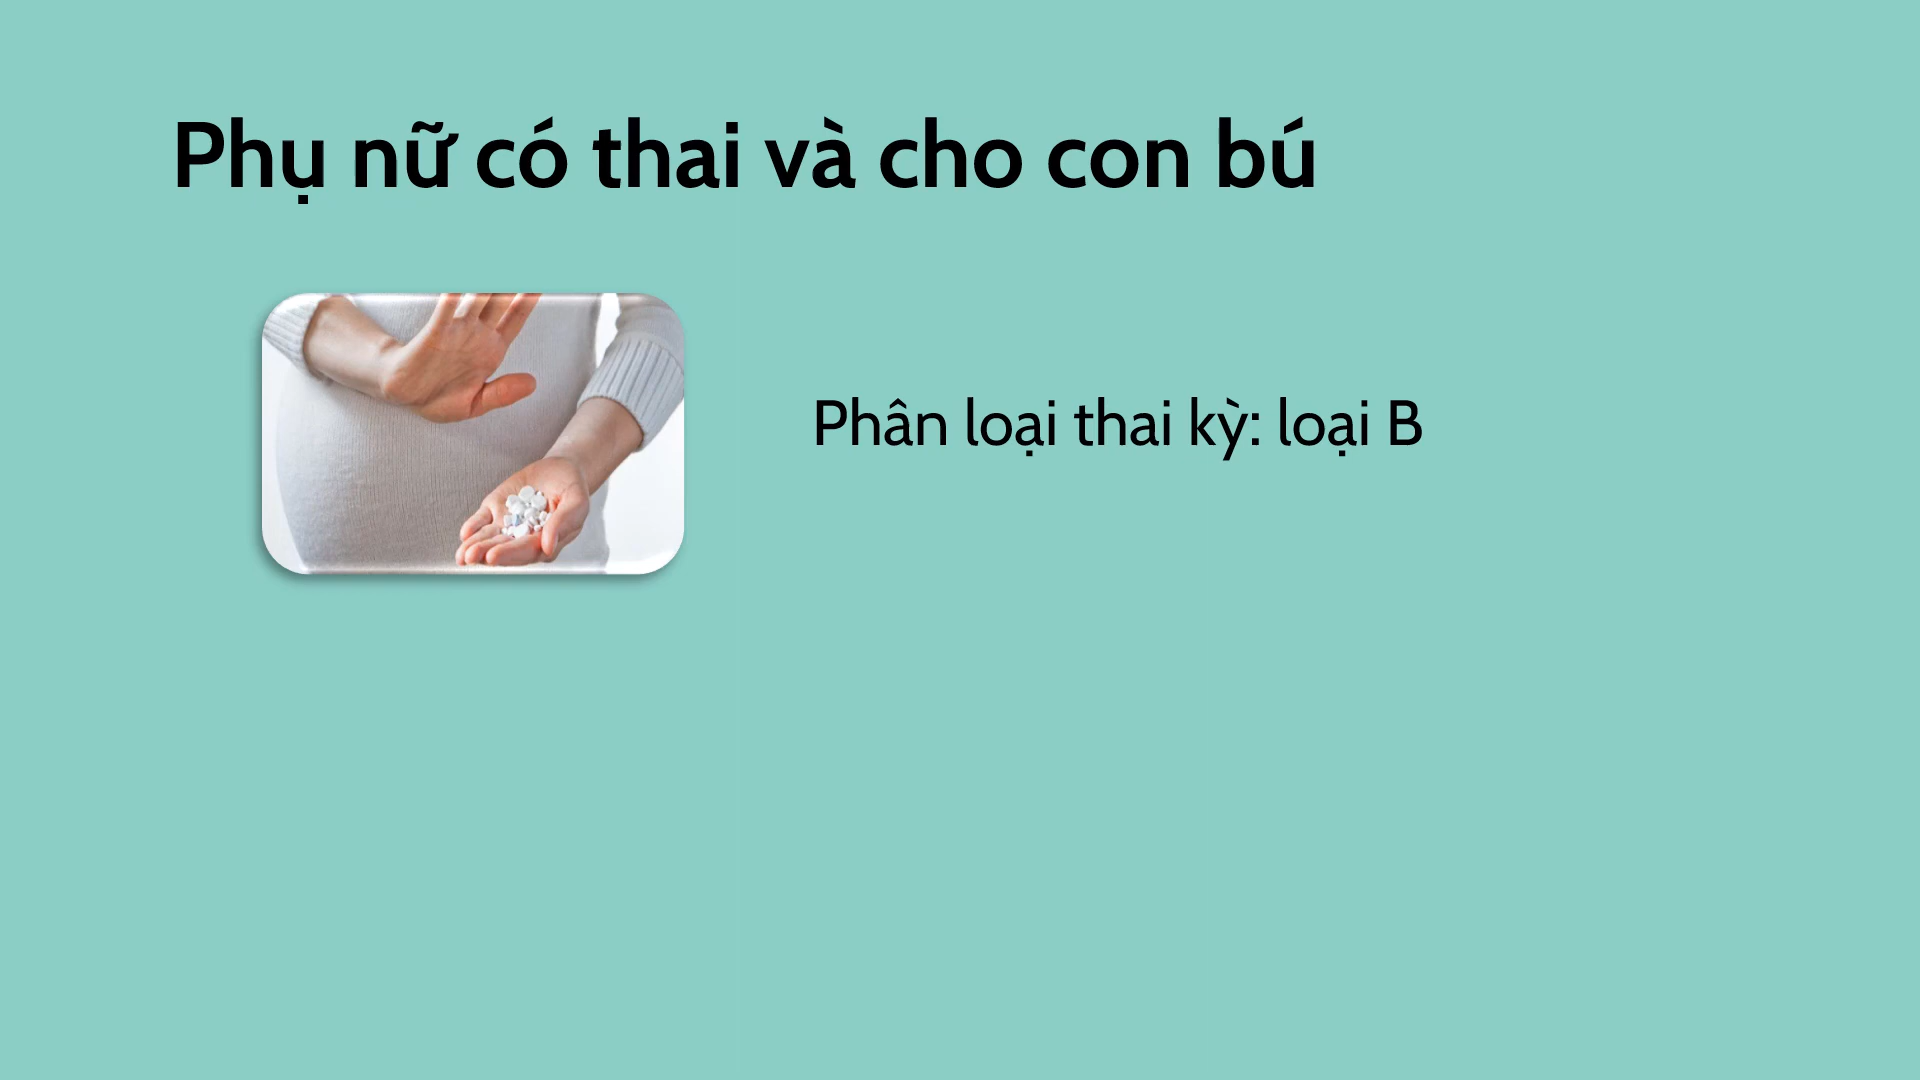 Phụ nữ có thai và cho con bú
Phân loại thai kỳ: loại B